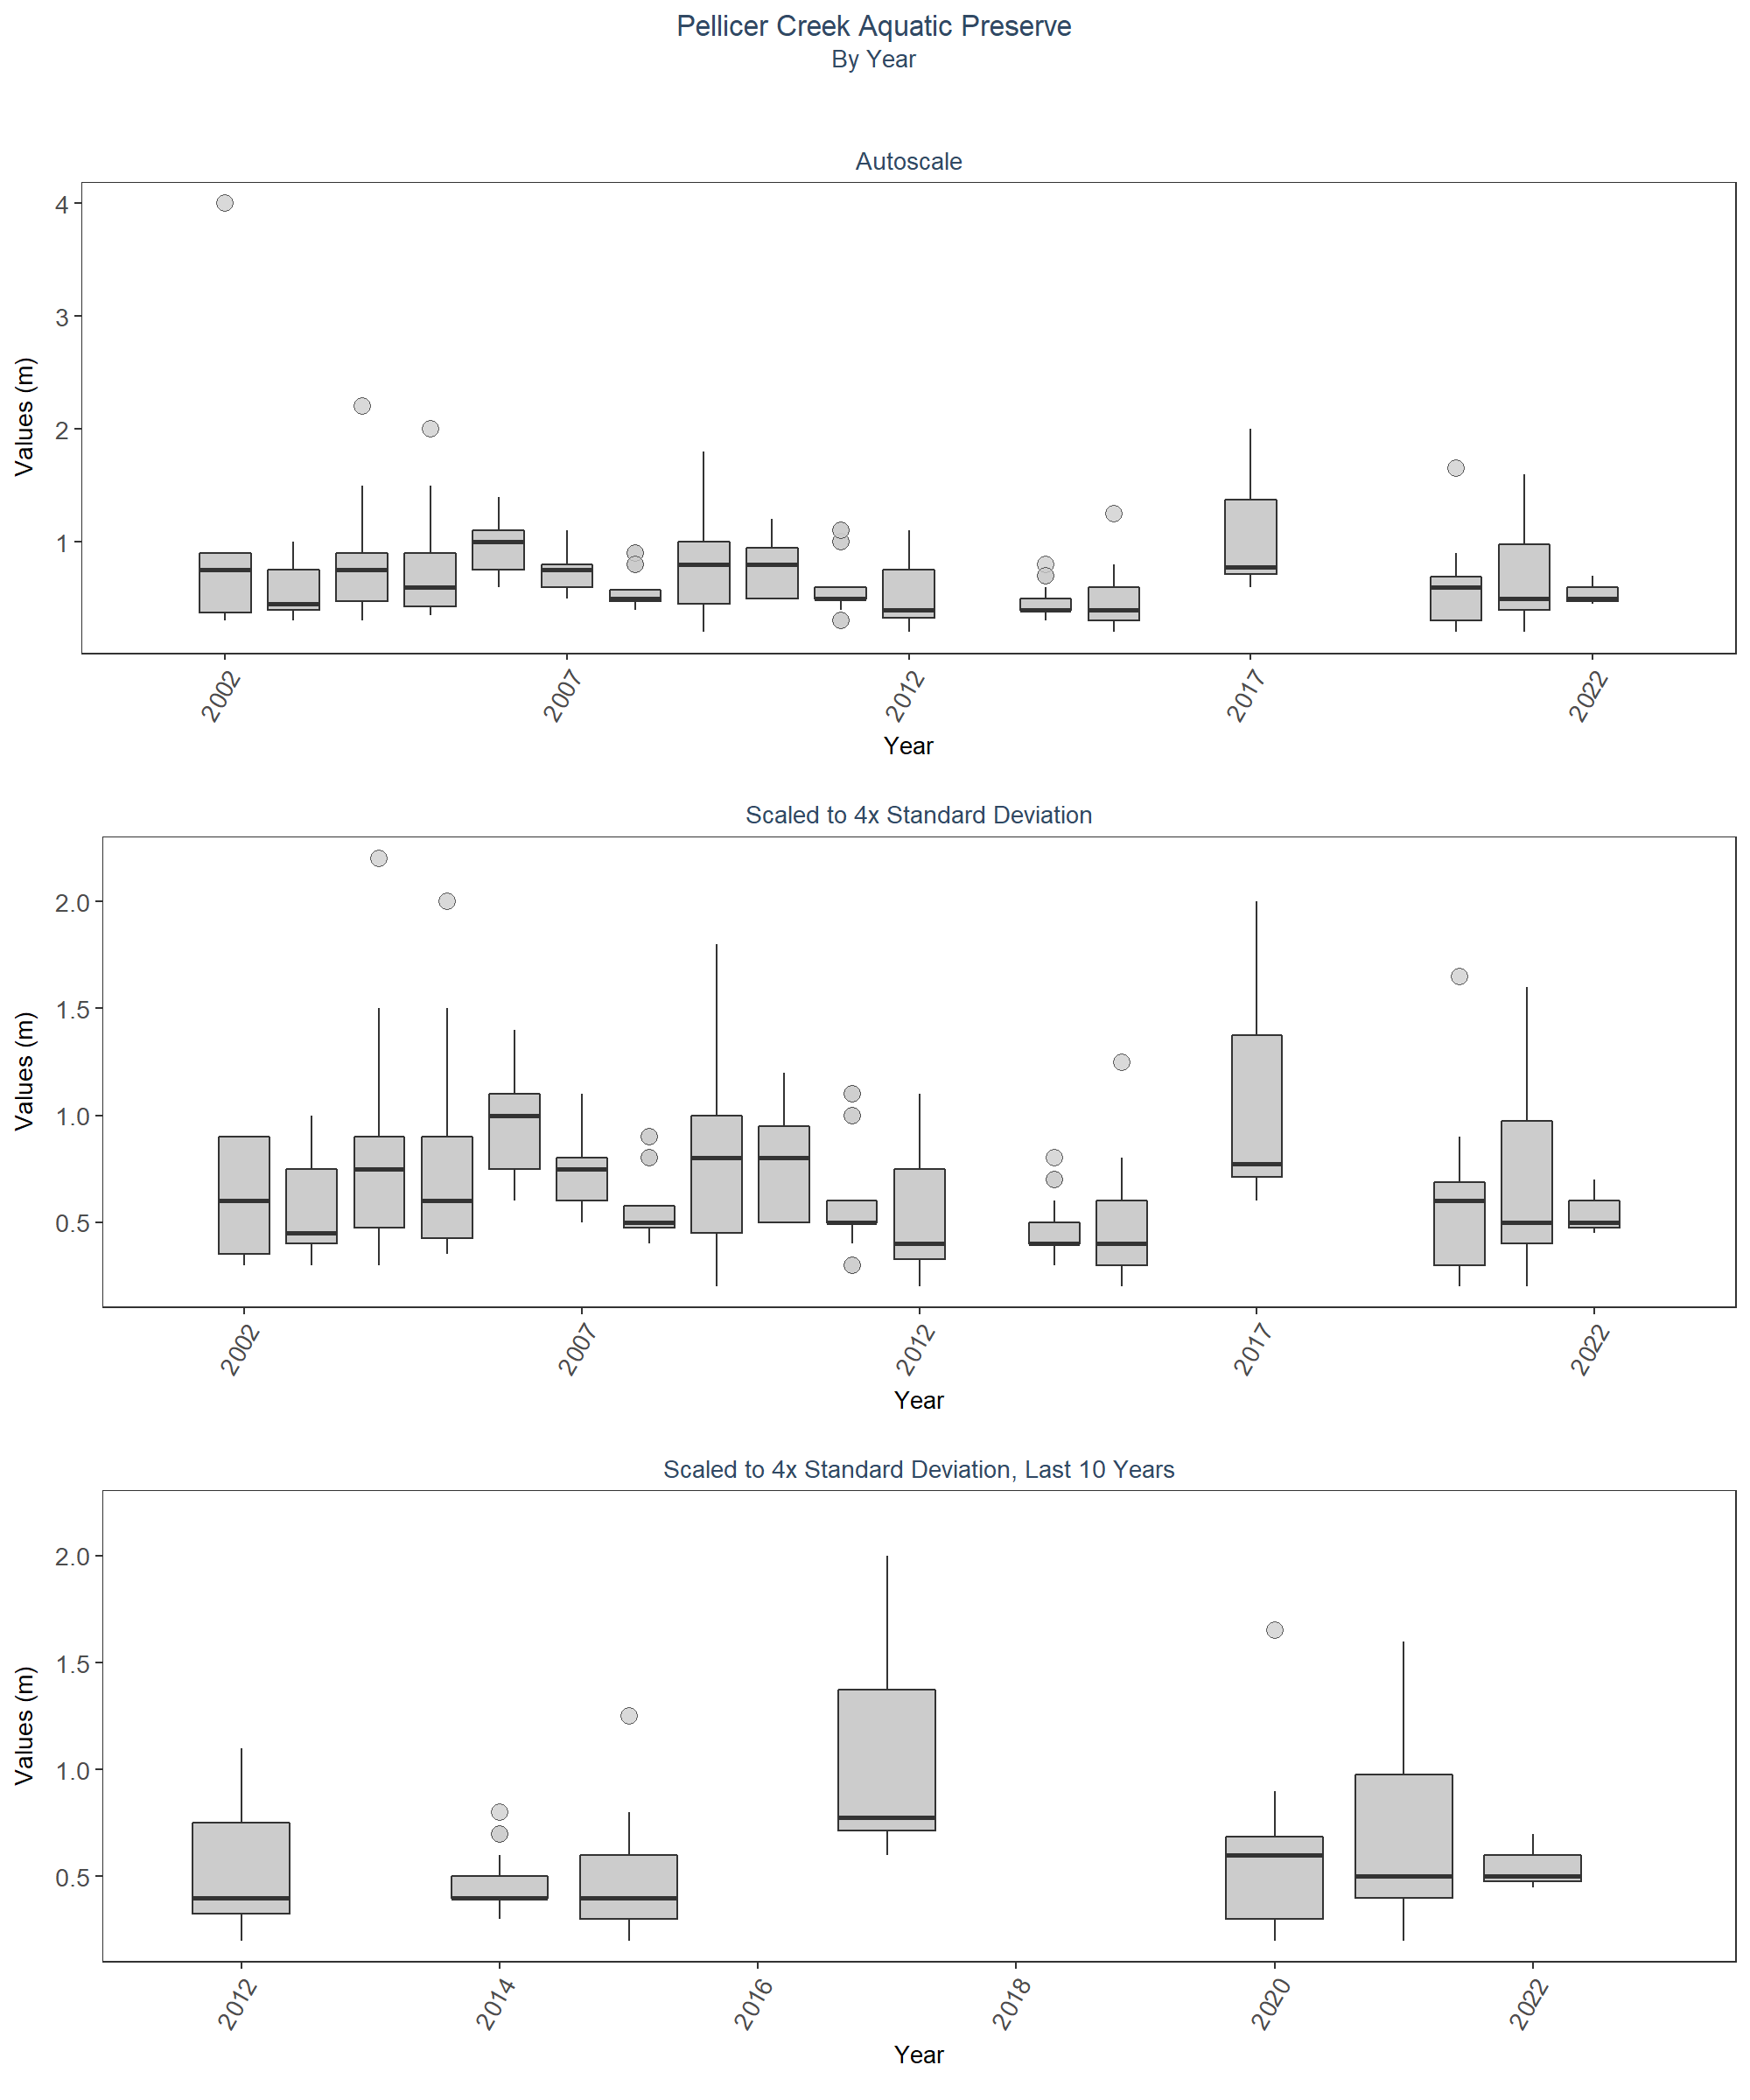 Pellicer Creek Aquatic Preserve
By Year
Autoscale
4
3
2
1
Values (m)
2002 2007 2012 2017 2022
Year
Scaled to 4x Standard Deviation
2.0
1.5
1.0
0.5
Values (m)
2002 2007 2012 2017 2022
Year
Scaled to 4x Standard Deviation, Last 10 Years
2.0
1.5
1.0
0.5
Values (m)
2012 2014 2016 2018 2020 2022
Year